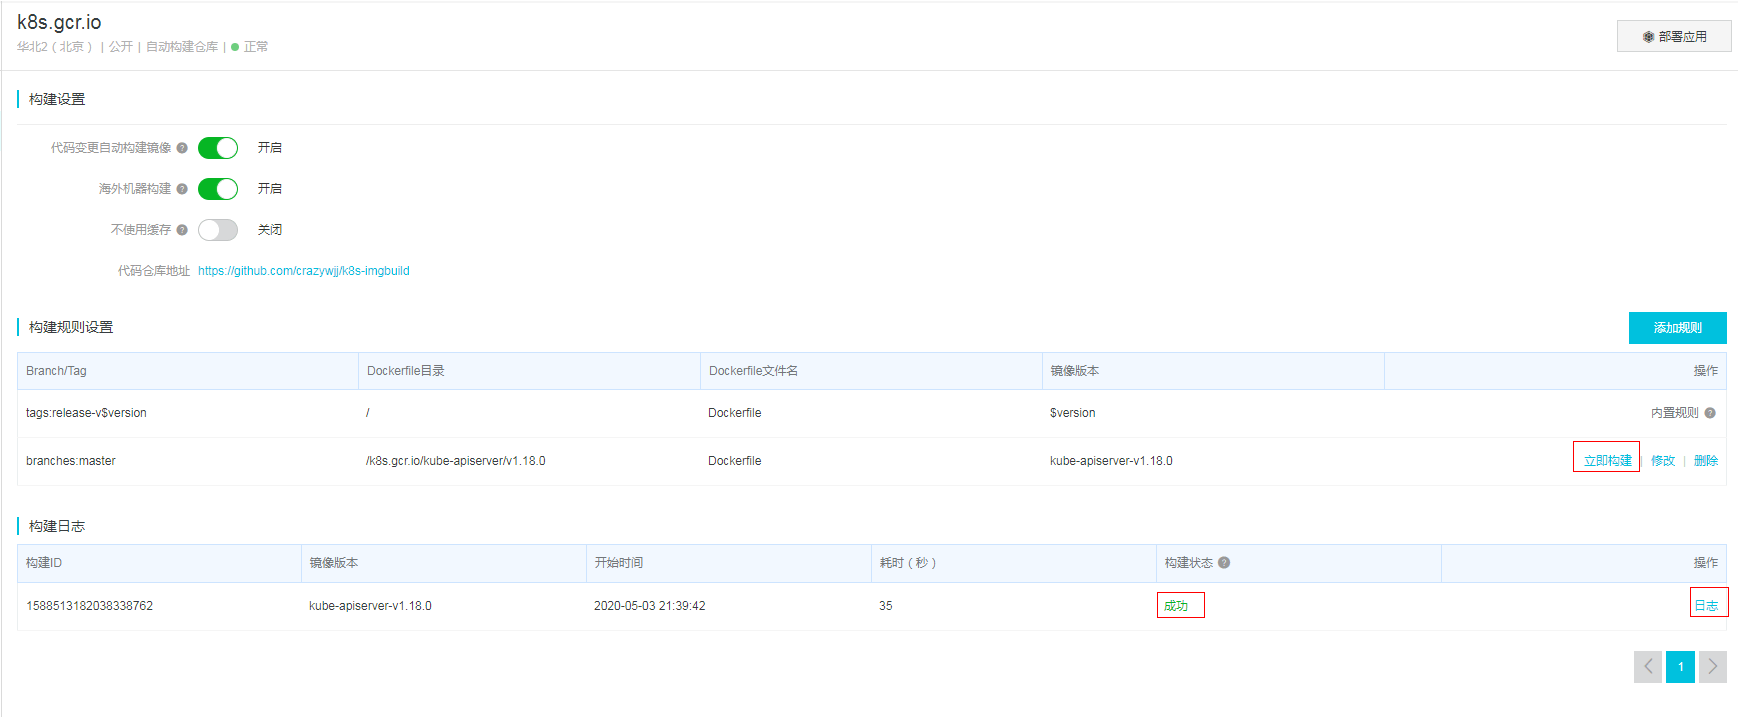 k8s.gcr.io
华北2（北京） | 公开 | 自动构建仓库 | 正常
部署应用
构建设置
代码变更自动构建镜像 ? 开启
海外机器构建 ? 开启
不使用缓存 ? 关闭
代码仓库地址 https://github.com/crazywjj/k8s-imgbuild
构建规则设置
添加规则
Branch/Tag Dockerfile目录 Dockerfile文件名 镜像版本 操作
tags:release-v$version / Dockerfile $version 内置规则 ?
branches:master /k8s.gcr.io/kube-apiserver/v1.18.0 Dockerfile kube-apiserver-v1.18.0 立即构建 | 修改 | 删除
构建日志
构建ID 镜像版本 开始时间 耗时（秒） 构建状态 ? 操作
1588513182038338762 kube-apiserver-v1.18.0 2020-05-03 21:39:42 35 成功 日志
1